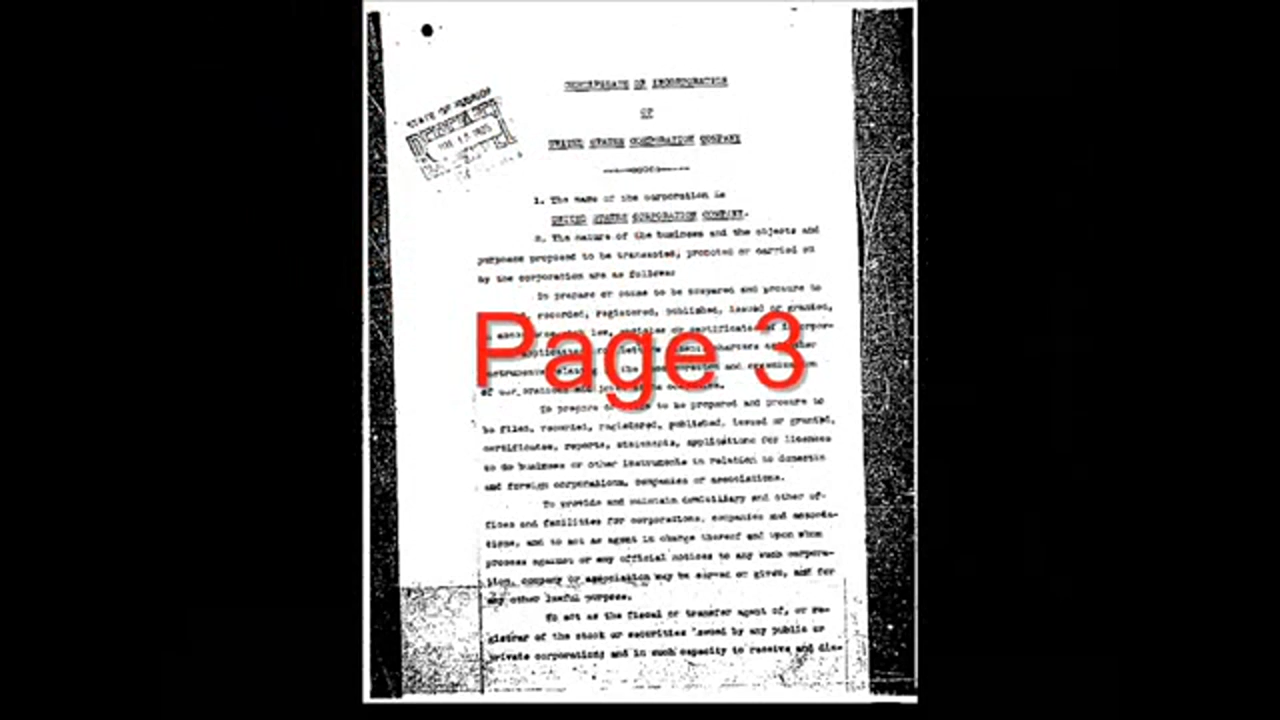 CERTIFICATE OF INCORPORATION
OF
UNITED STATES CORPORATION COMPANY
STATE OF
1. The name of the corporation is
UNITED STATES CORPORATION COMPANY.
2. The nature of the business and the objects and
purposes proposed to be transacted, promoted or carried on
by the corporation are as follows:
To prepare or cause to be prepared and procure to
recorded, registered, published, issued or granted,
Page 3
To prepare or to be prepared and procure to
be filed, recorded, registered, published, issued or granted,
certificates, reports, statements, applications for licenses
to do business or other instruments in relation to domestic
and foreign corporations, companies or associations.
To provide and maintain domiciliary and other of-
fices and facilities for corporations, companies and associa-
tions, and to act as agent in charge thereof and upon whom
process against or any official notices to any such corpora-
tion, company or association may be served or given, and for
any other lawful purpose.
To act as the fiscal or transfer agent of, or re-
gistrar of the stock or securities issued by any public or
private corporation; and in such capacity to receive and dis-